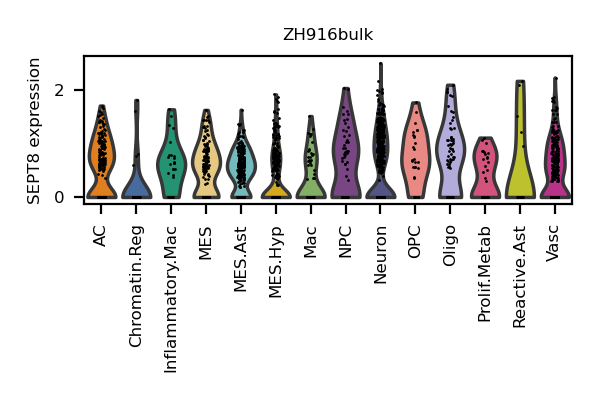 ZH916bulk
SEPT8 expression
2
0
AC
Chromatin.Reg
Inflammatory.Mac
MES
MES.Ast
MES.Hyp
Mac
NPC
Neuron
OPC
Oligo
Prolif.Metab
Reactive.Ast
Vasc